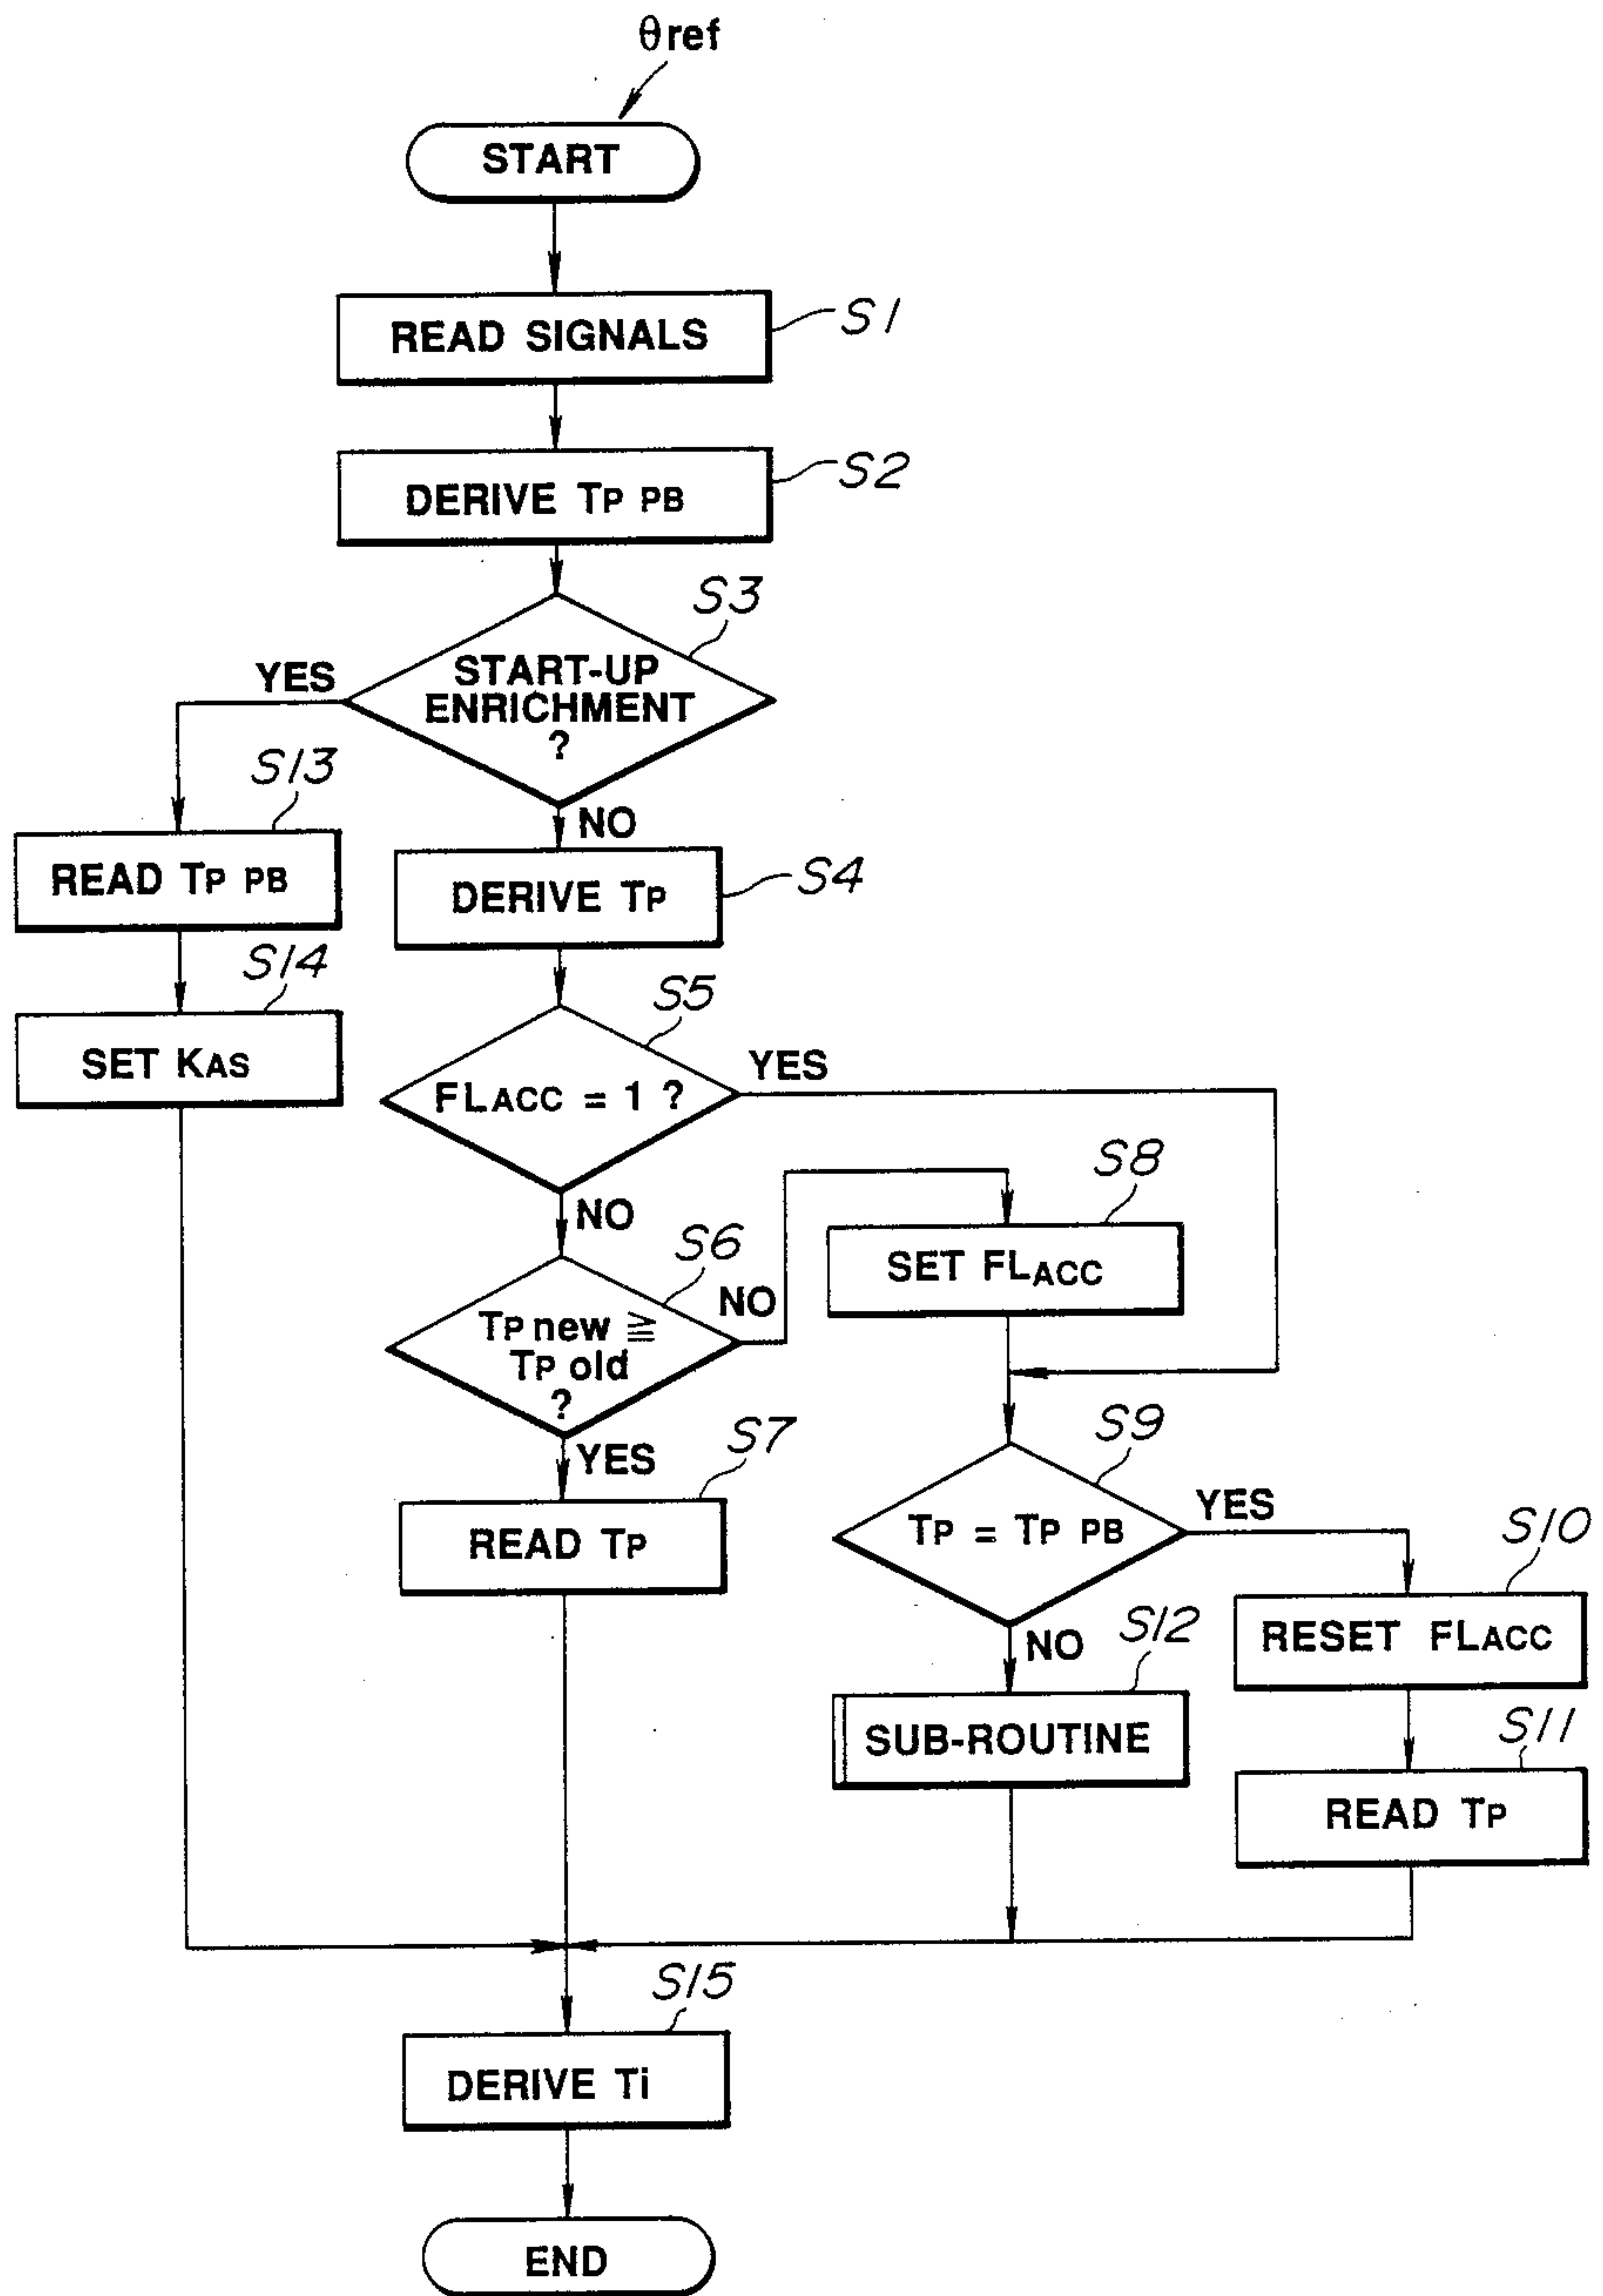 θref
START
READ SIGNALS
S1
DERIVE TP PB
S2
S3
START-UP
ENRICHMENT
?
YES
NO
S13
READ TP PB
S14
SET KAS
DERIVE TP
S4
S5
FLACC = 1 ?
YES
NO
S6
TP new ≧
TP old
?
NO
YES
S8
SET FLACC
S7
READ TP
S9
TP = TP PB
YES
NO
S10
RESET FLACC
S11
READ TP
S12
SUB-ROUTINE
S15
DERIVE Ti
END